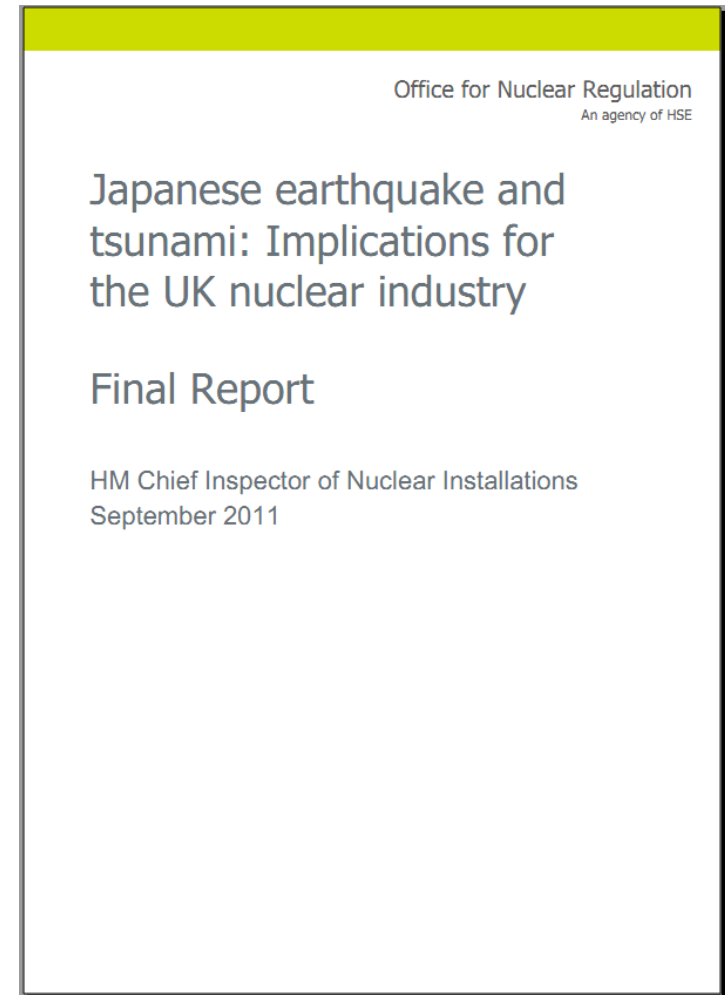 Office for Nuclear Regulation
An agency of HSE
Japanese earthquake and
tsunami: Implications for
the UK nuclear industry
Final Report
HM Chief Inspector of Nuclear Installations
September 2011